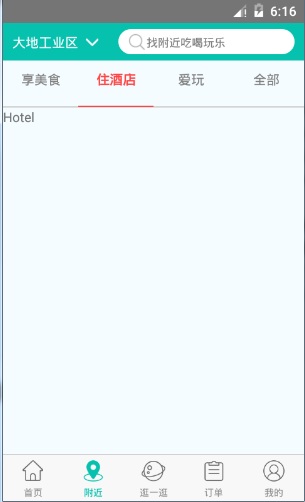 6:16
大地工业区 找附近吃喝玩乐
享美食 住酒店 爱玩 全部
Hotel
首页 附近 逛一逛 订单 我的